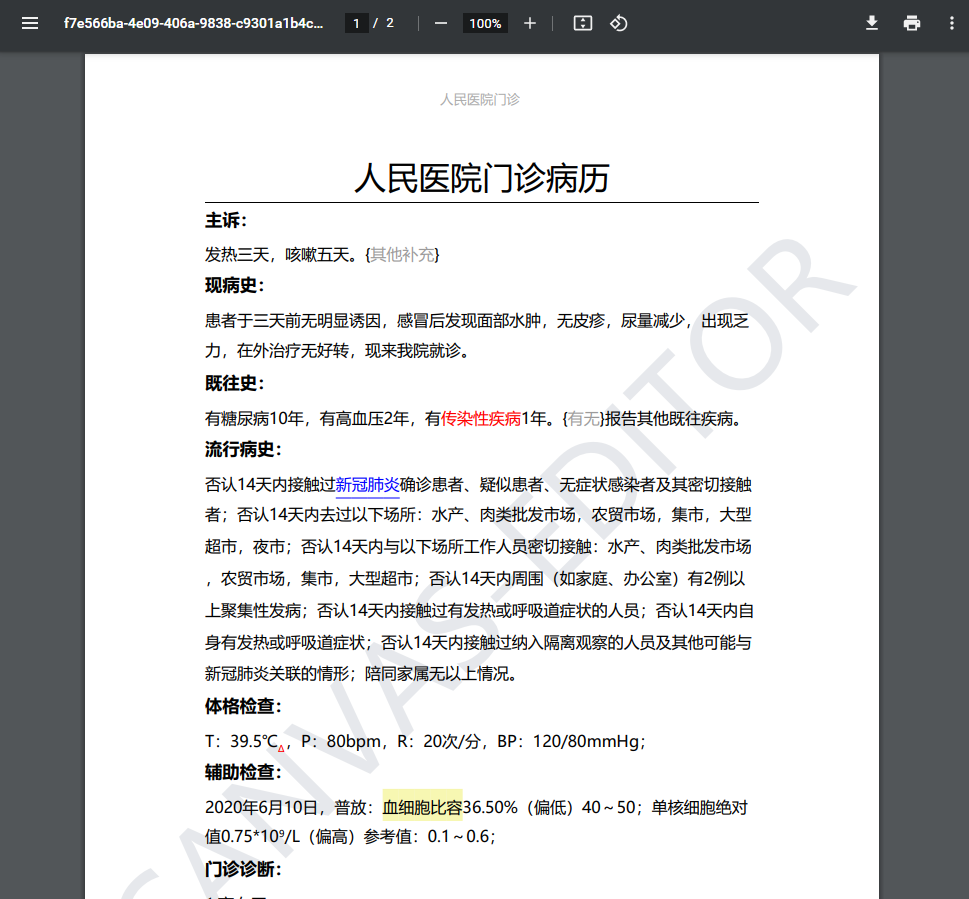 f7e566ba-4e09-406a-9838-c9301a1b4c... 1 / 2 100%
人民医院门诊
人民医院门诊病历
主诉：
发热三天，咳嗽五天。{其他补充}
现病史：
患者于三天前无明显诱因，感冒后发现面部水肿，无皮疹，尿量减少，出现乏
力，在外治疗无好转，现来我院就诊。
既往史：
有糖尿病10年，有高血压2年，有传染性疾病1年。{有无}报告其他既往疾病。
流行病史：
否认14天内接触过新冠肺炎确诊患者、疑似患者、无症状感染者及其密切接触
者；否认14天内去过以下场所：水产、肉类批发市场，农贸市场，集市，大型
超市，夜市；否认14天内与以下场所工作人员密切接触：水产、肉类批发市场
，农贸市场，集市，大型超市；否认14天内周围（如家庭、办公室）有2例以
上聚集性发病；否认14天内接触过有发热或呼吸道症状的人员；否认14天内自
身有发热或呼吸道症状；否认14天内接触过纳入隔离观察的人员及其他可能与
新冠肺炎关联的情形；陪同家属无以上情况。
体格检查：
T：39.5℃△，P：80bpm，R：20次/分，BP：120/80mmHg；
辅助检查：
2020年6月10日，普放：血细胞比容36.50%（偏低）40～50；单核细胞绝对
值0.75*10⁹/L（偏高）参考值：0.1～0.6；
门诊诊断：
CANVAS-EDITOR